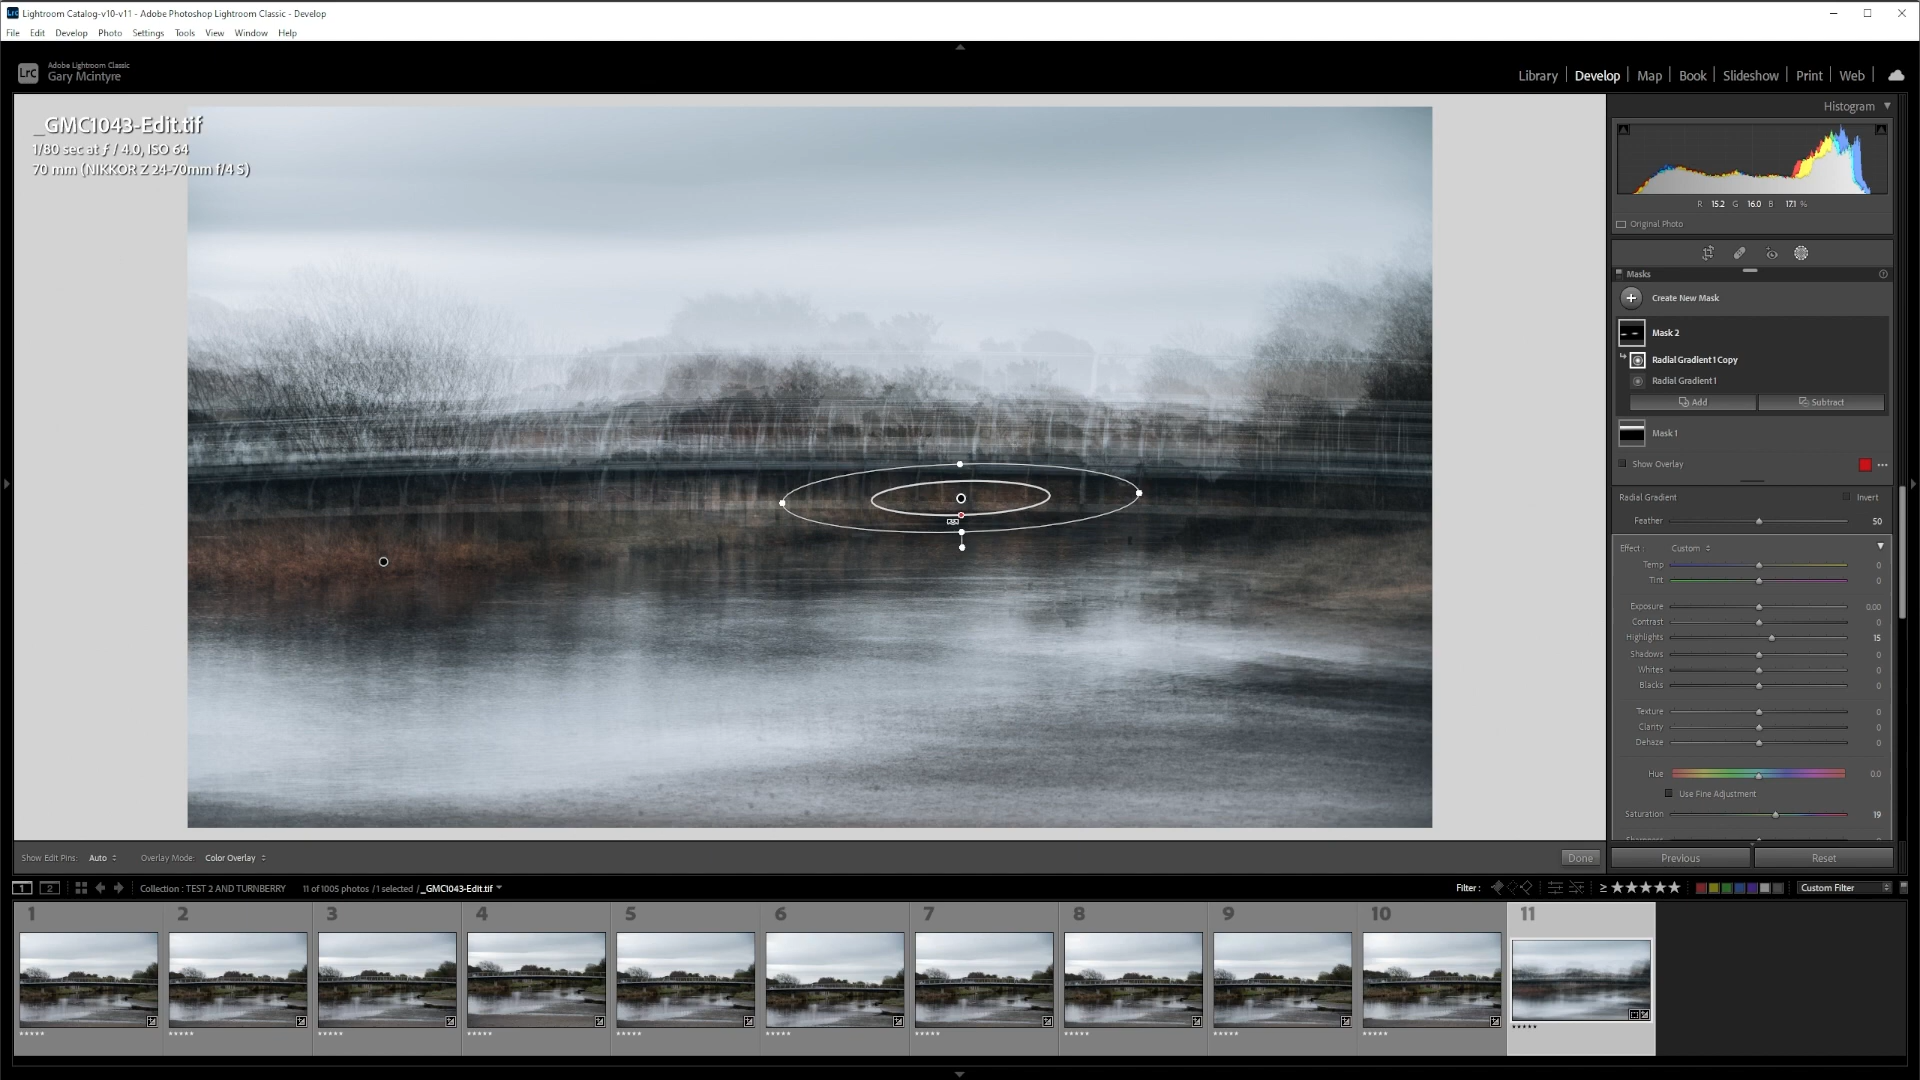 Lightroom Catalog-v10-v11 - Adobe Photoshop Lightroom Classic - Develop
File Edit Develop Photo Settings Tools View Window Help
LrC Adobe Lightroom Classic
Gary Mcintyre
Library Develop Map Book Slideshow Print Web
_GMC1043-Edit.tif
1/80 sec at ƒ / 4.0, ISO 64
70 mm (NIKKOR Z 24-70mm f/4 S)
Histogram
R 15.2 G 16.0 B 17.1 %
Original Photo
Masks
Create New Mask
Mask 2
Radial Gradient 1 Copy
Radial Gradient 1
Add Subtract
Mask 1
Show Overlay
Radial Gradient Invert
Feather 50
Effect : Custom
Temp 0
Tint 0
Exposure 0.00
Contrast 0
Highlights 15
Shadows 0
Whites 0
Blacks 0
Texture 0
Clarity 0
Dehaze 0
Hue 0.0
Use Fine Adjustment
Saturation 19
Show Edit Pins: Auto Overlay Mode: Color Overlay Done
Previous Reset
1 2 Collection : TEST 2 AND TURNBERRY 11 of 1005 photos / 1 selected / _GMC1043-Edit.tif Filter : ≥ ★★★★★ Custom Filter
1 2 3 4 5 6 7 8 9 10 11